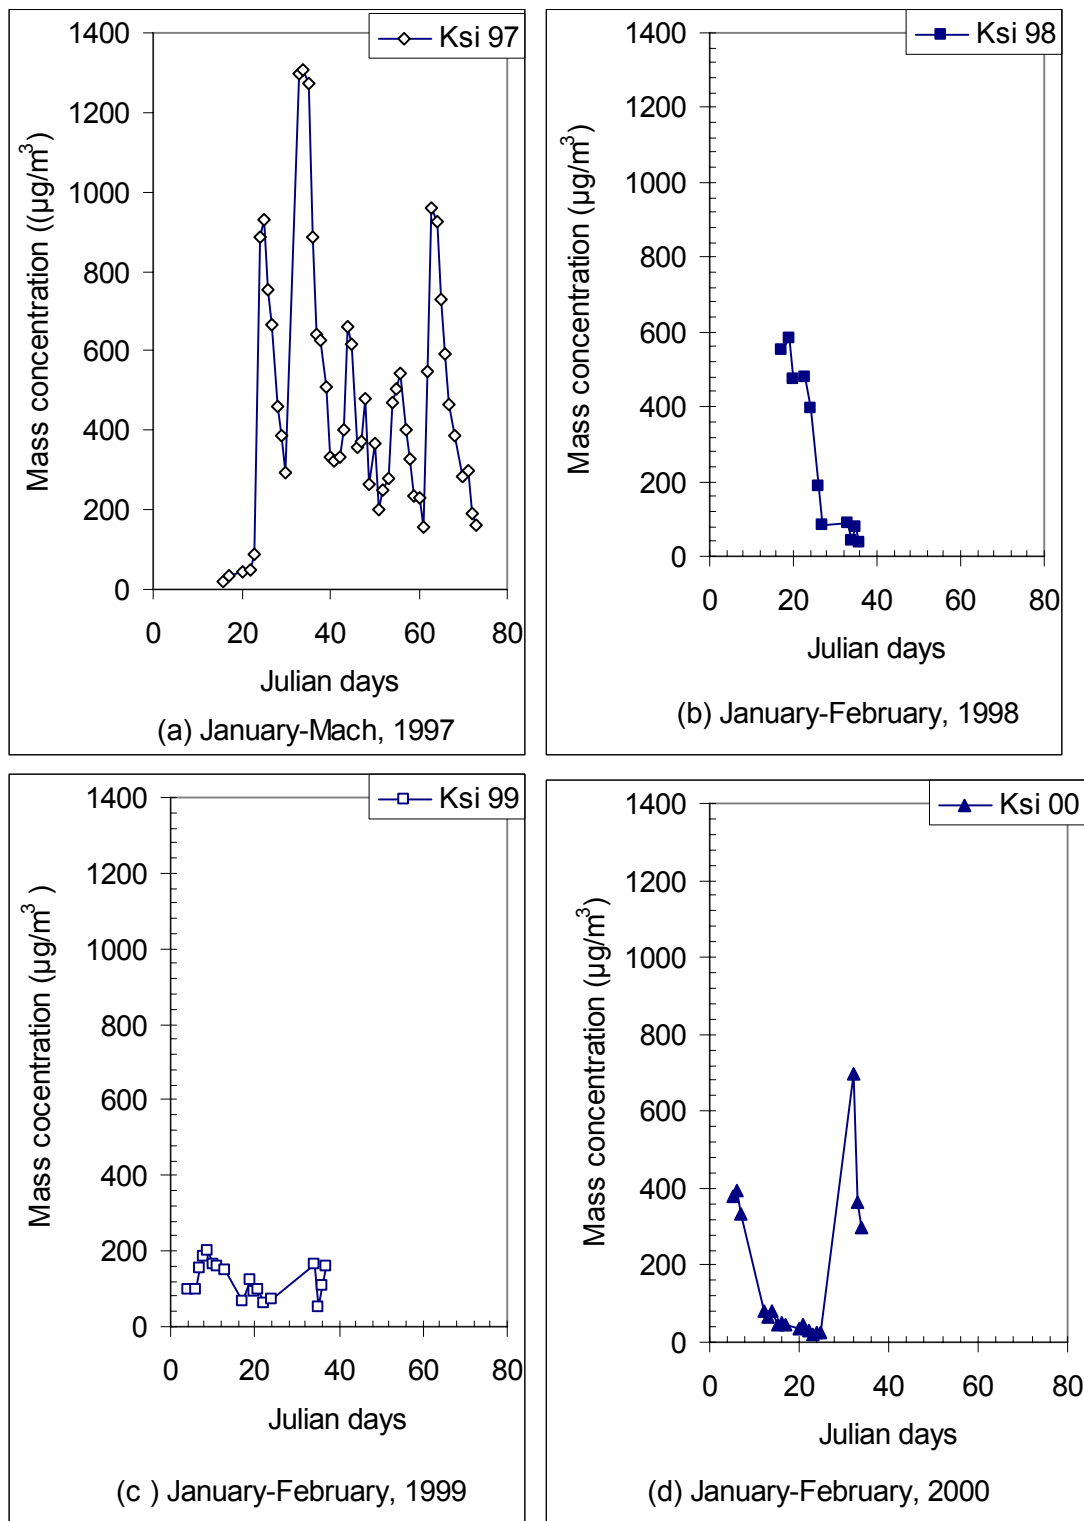 Ksi 97
Mass concentration ((µg/m³)
1400
1200
1000
800
600
400
200
0
0 20 40 60 80
Julian days
(a) January-Mach, 1997
Ksi 98
Mass concentration (µg/m³)
1400
1200
1000
800
600
400
200
0
0 20 40 60 80
Julian days
(b) January-February, 1998
Ksi 99
Mass cocentration (µg/m³ )
1400
1200
1000
800
600
400
200
0
0 20 40 60 80
Julian days
(c ) January-February, 1999
Ksi 00
Mass concentration (µg/m³)
1400
1200
1000
800
600
400
200
0
0 20 40 60 80
Julian days
(d) January-February, 2000